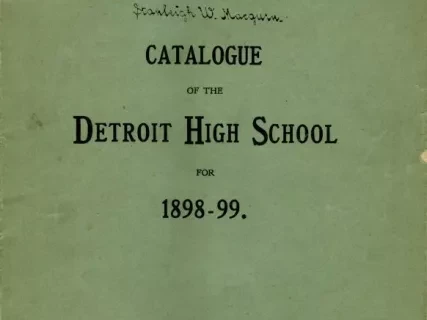 W.
CATALOGUE
OF THE
DETROIT HIGH SCHOOL
FOR
1898-99.